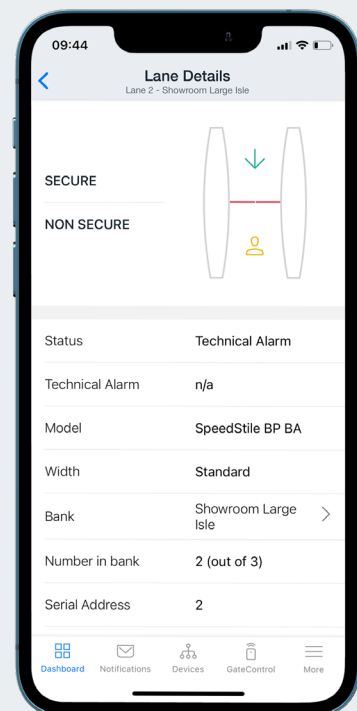 09:44
Lane Details
Lane 2 - Showroom Large Isle
SECURE
NON SECURE
Status Technical Alarm
Technical Alarm n/a
Model SpeedStile BP BA
Width Standard
Bank Showroom Large
Isle
Number in bank 2 (out of 3)
Serial Address 2
Dashboard Notifications Devices GateControl More